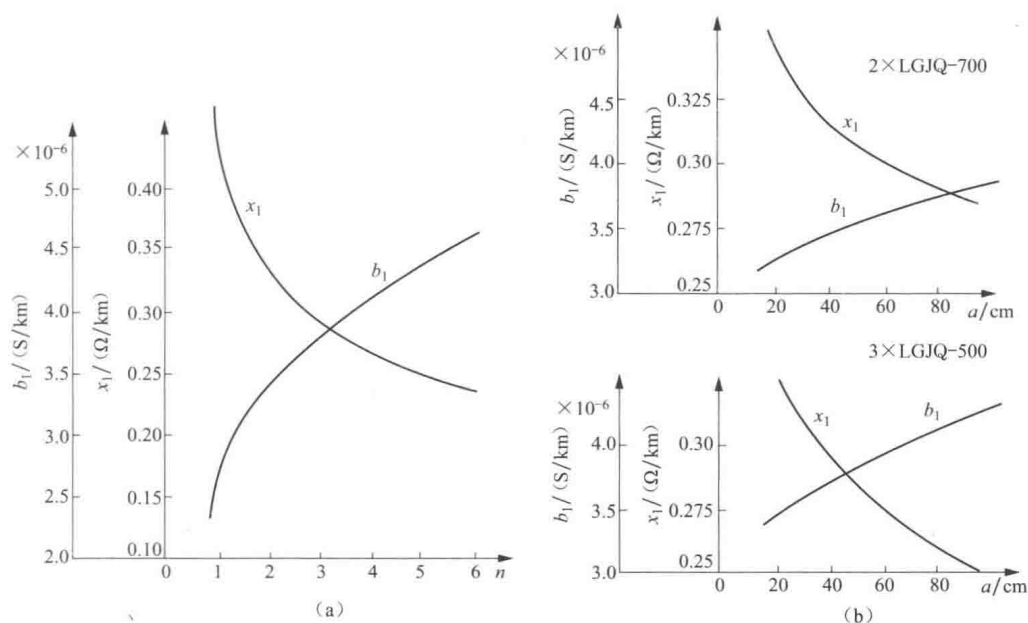 ×10⁻⁶
b₁/(S/km)
x₁/(Ω/km)
5.0
4.5
4.0
3.5
3.0
2.5
2.0
0.40
0.35
0.30
0.25
0.20
0.15
0.10
x₁
b₁
0 1 2 3 4 5 6 n
(a)
2×LGJQ-700
×10⁻⁶
b₁/(S/km)
x₁/(Ω/km)
4.5
4.0
3.5
3.0
0.325
0.30
0.275
0.25
x₁
b₁
0 20 40 60 80 a/cm
3×LGJQ-500
×10⁻⁶
b₁/(S/km)
x₁/(Ω/km)
4.0
3.5
3.0
0.30
0.275
0.25
x₁
b₁
0 20 40 60 80 a/cm
(b)